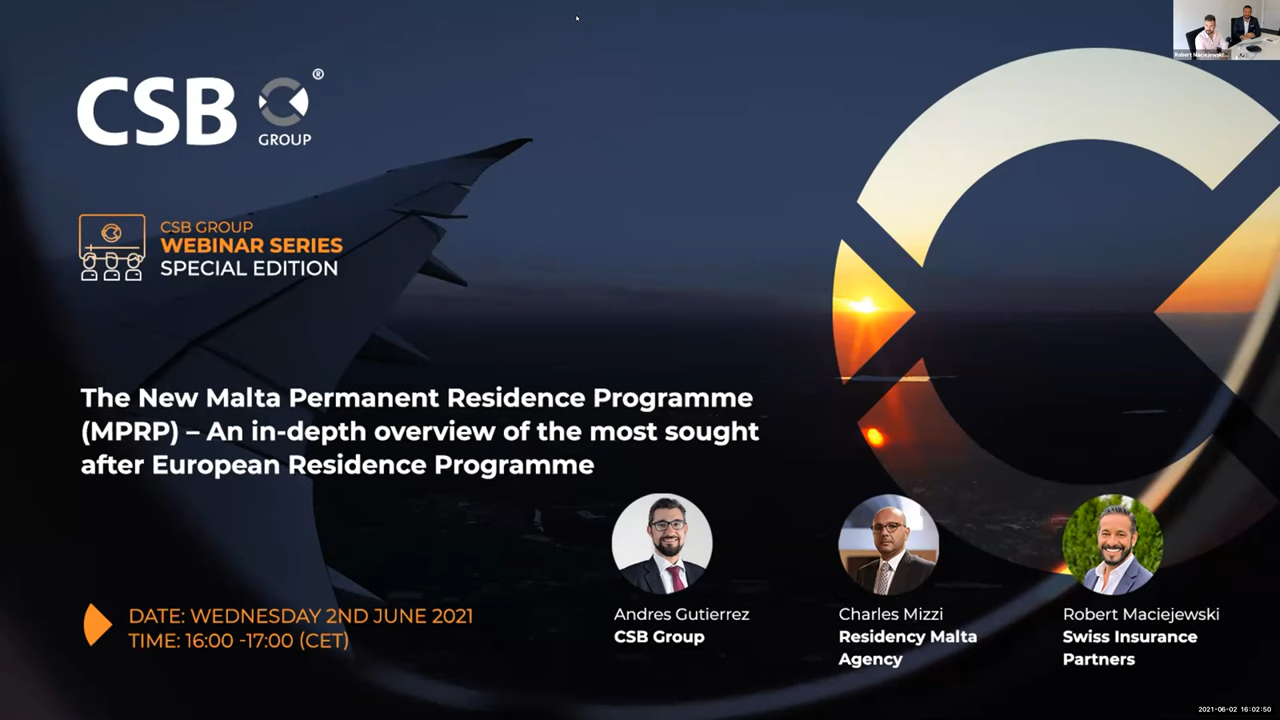 CSB ®
GROUP
Robert Maciejewski
CSB GROUP
WEBINAR SERIES
SPECIAL EDITION
The New Malta Permanent Residence Programme
(MPRP) – An in-depth overview of the most sought
after European Residence Programme
DATE: WEDNESDAY 2ND JUNE 2021
TIME: 16:00 -17:00 (CET)
Andres Gutierrez
CSB Group
Charles Mizzi
Residency Malta
Agency
Robert Maciejewski
Swiss Insurance
Partners
2021-06-02 16:02:50